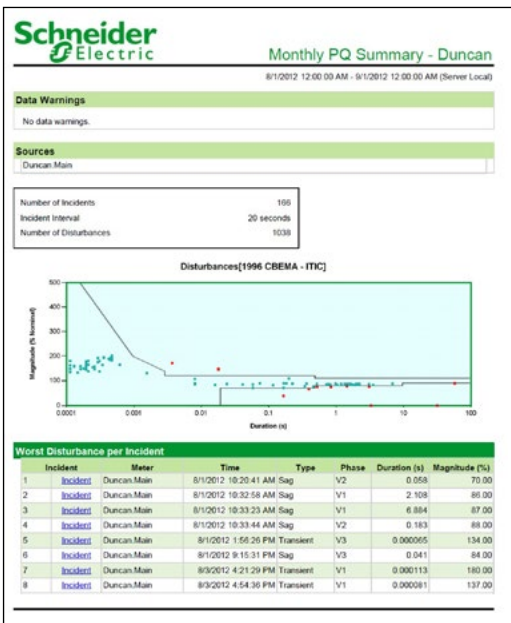 Schneider
Electric
Monthly PQ Summary - Duncan
8/1/2012 12:00:00 AM - 9/1/2012 12:00:00 AM (Server Local)
Data Warnings
No data warnings.
Sources
Duncan.Main
Number of Incidents 166
Incident Interval 20 seconds
Number of Disturbances 1038
Disturbances[1996 CBEMA - ITIC]
Magnitude (% Nominal)
500
400
300
200
100
0
0.0001 0.001 0.01 0.1 1 10 100
Duration (s)
Worst Disturbance per Incident
Incident Meter Time Type Phase Duration (s) Magnitude (%)
1 Incident Duncan.Main 8/1/2012 10:20:41 AM Sag V2 0.058 70.00
2 Incident Duncan.Main 8/1/2012 10:32:58 AM Sag V1 2.108 86.00
3 Incident Duncan.Main 8/1/2012 10:33:23 AM Sag V1 6.884 87.00
4 Incident Duncan.Main 8/1/2012 10:33:44 AM Sag V2 0.183 88.00
5 Incident Duncan.Main 8/1/2012 1:56:26 PM Transient V3 0.000065 134.00
6 Incident Duncan.Main 8/1/2012 9:15:31 PM Sag V3 0.041 84.00
7 Incident Duncan.Main 8/3/2012 4:21:29 PM Transient V1 0.000113 180.00
8 Incident Duncan.Main 8/3/2012 4:54:36 PM Transient V1 0.000081 137.00